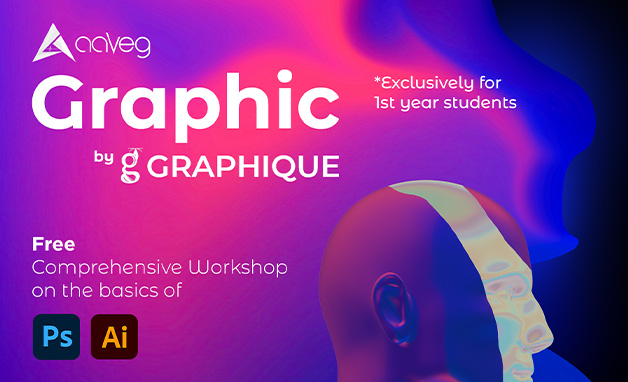 aaveg
Graphic
by g GRAPHIQUE
*Exclusively for
1st year students
Free
Comprehensive Workshop
on the basics of
Ps Ai